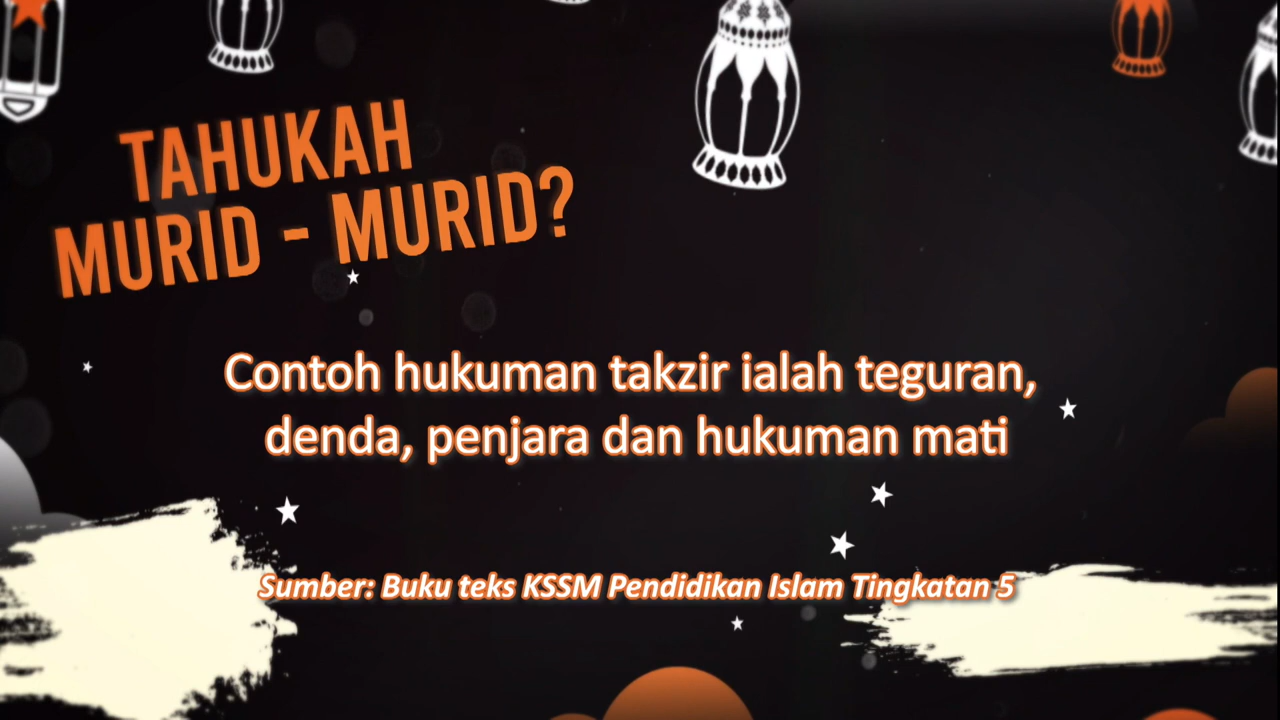 TAHUKAH
MURID - MURID?
Contoh hukuman takzir ialah teguran,
denda, penjara dan hukuman mati
Sumber: Buku teks KSSM Pendidikan Islam Tingkatan 5